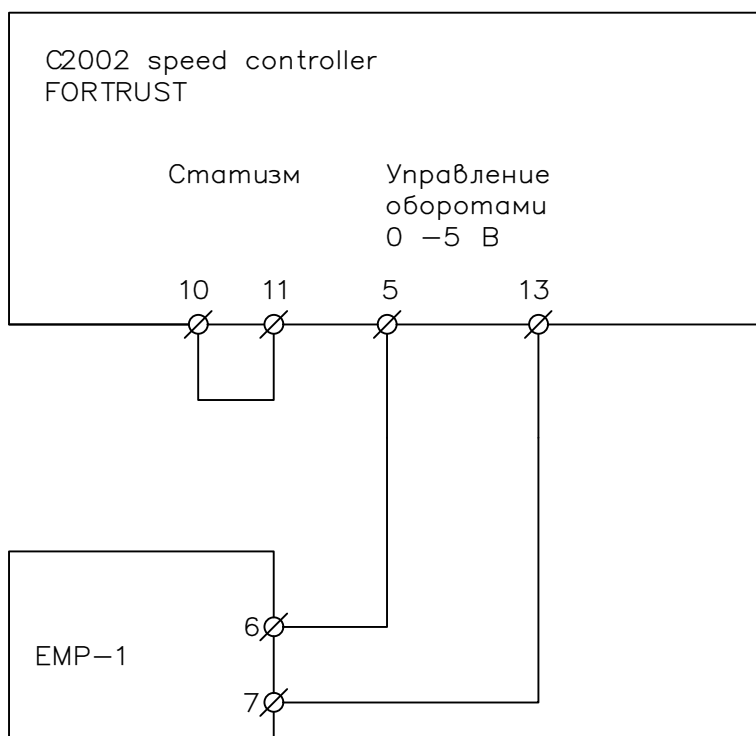 C2002 speed controller
FORTRUST
Статизм
Управление
оборотами
0 –5 В
10 11 5 13
6
EMP–1
7